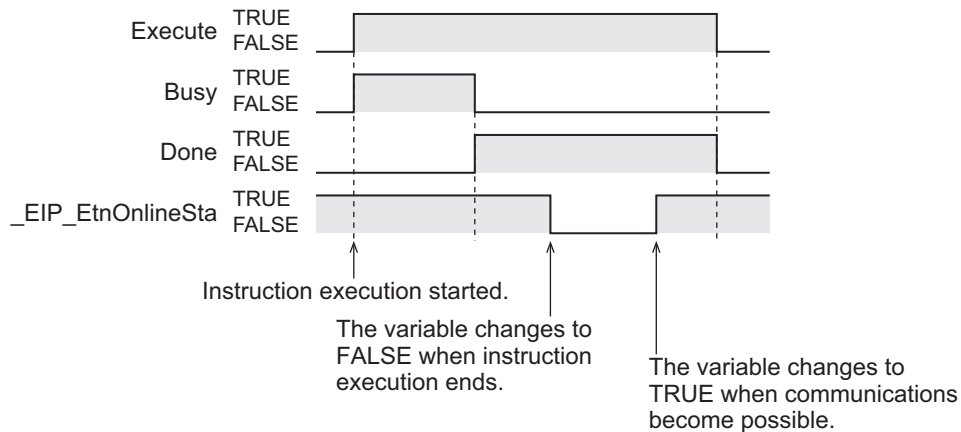 Execute TRUE
FALSE
Busy TRUE
FALSE
Done TRUE
FALSE
_EIP_EtnOnlineSta TRUE
FALSE
Instruction execution started.
The variable changes to
FALSE when instruction
execution ends.
The variable changes to
TRUE when communications
become possible.